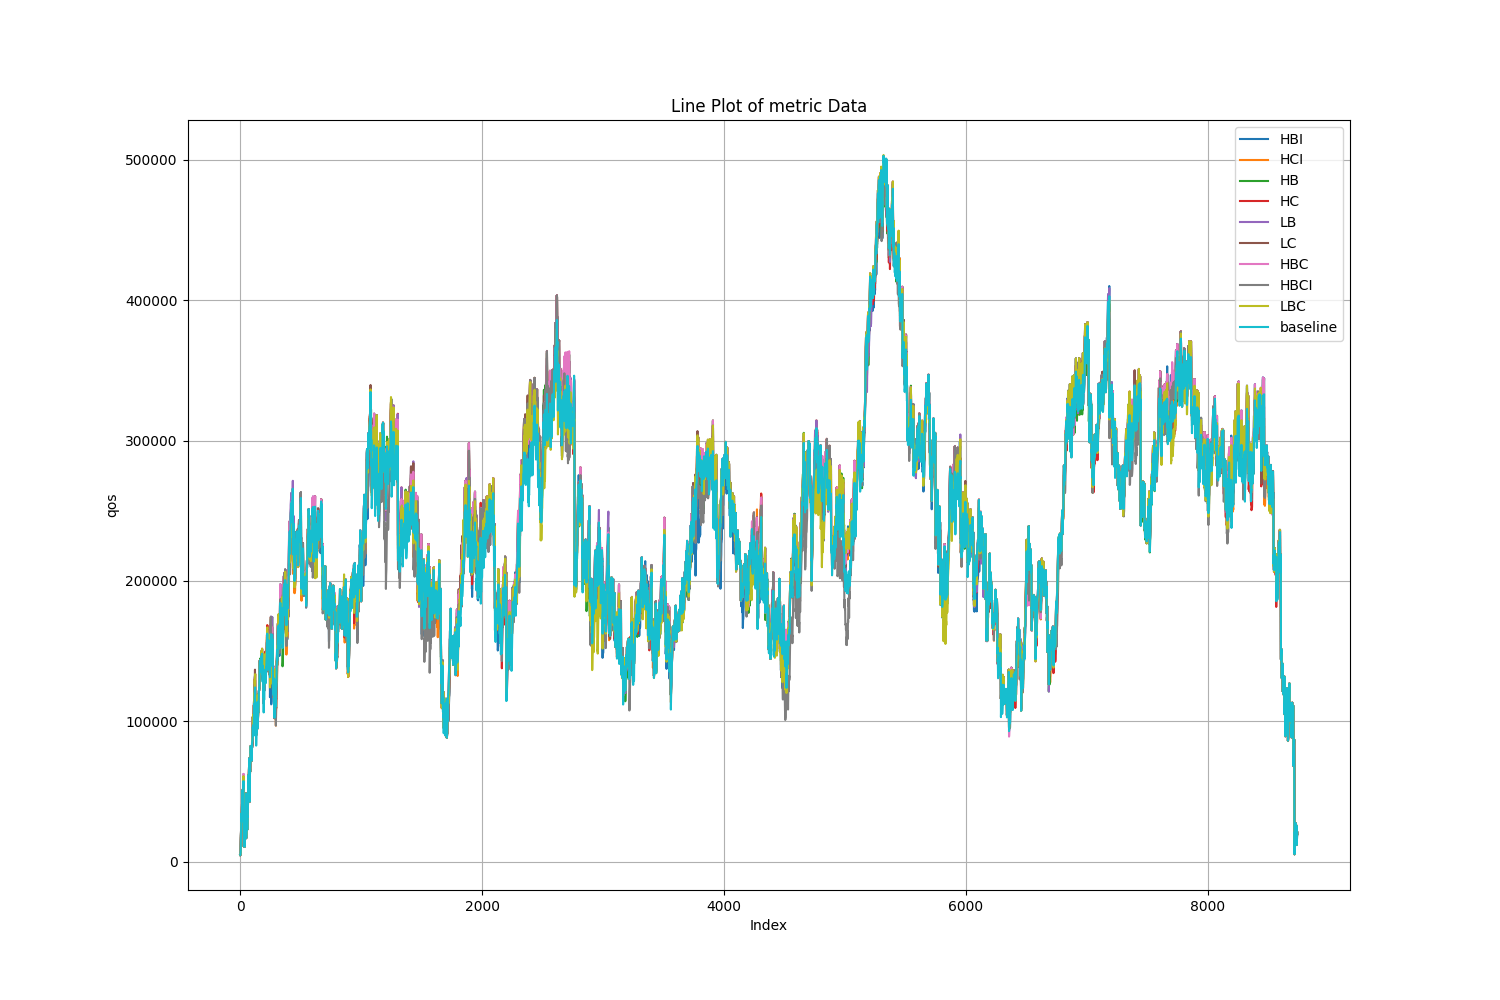 Line Plot of metric Data
qos
500000
400000
300000
200000
100000
0
0 2000 4000 6000 8000
Index
HBI
HCI
HB
HC
LB
LC
HBC
HBCI
LBC
baseline